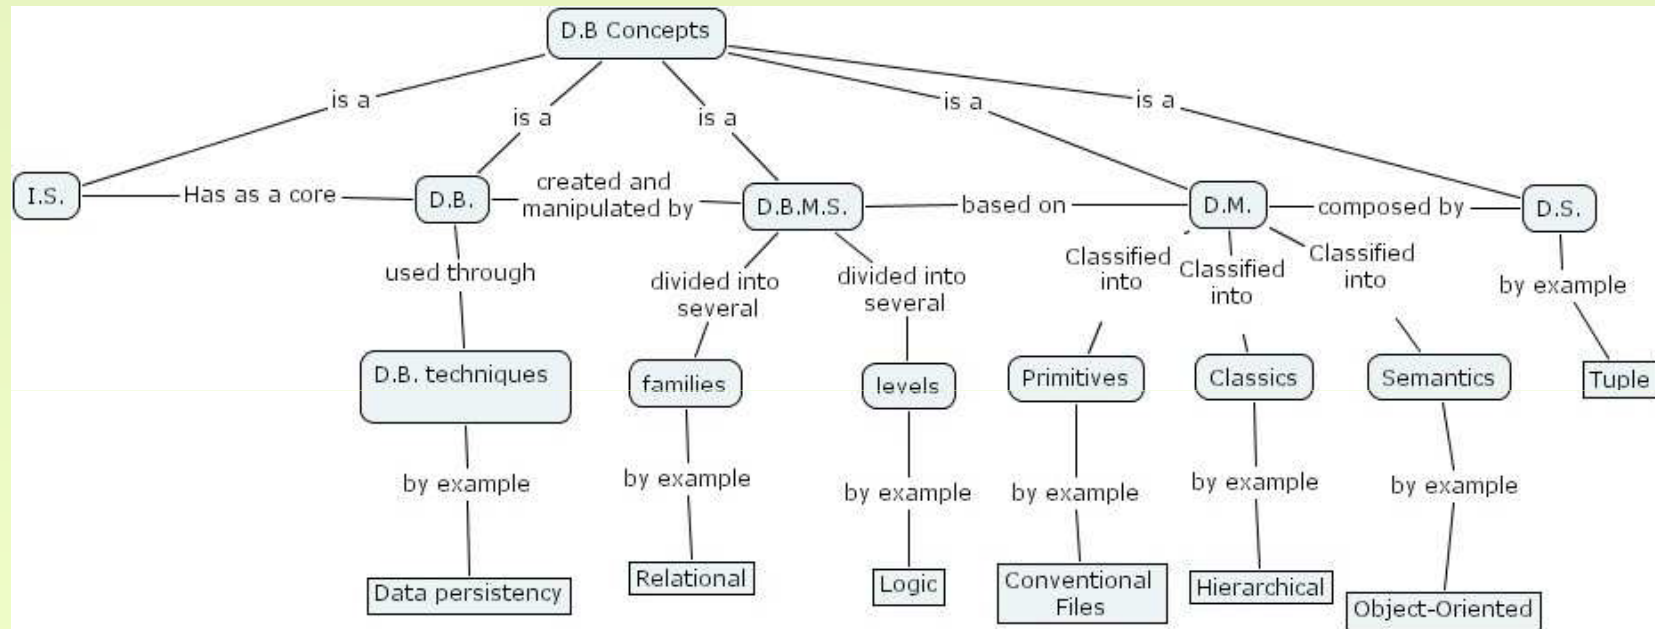 D.B Concepts
is a
is a
is a
is a
is a
I.S.
Has as a core
D.B.
created and
manipulated by
D.B.M.S.
based on
D.M.
composed by
D.S.
used through
divided into
several
divided into
several
Classified
into
Classified
into
Classified
into
by example
D.B. techniques
families
levels
Primitives
Classics
Semantics
Tuple
by example
by example
by example
by example
by example
by example
Data persistency
Relational
Logic
Conventional
Files
Hierarchical
Object-Oriented